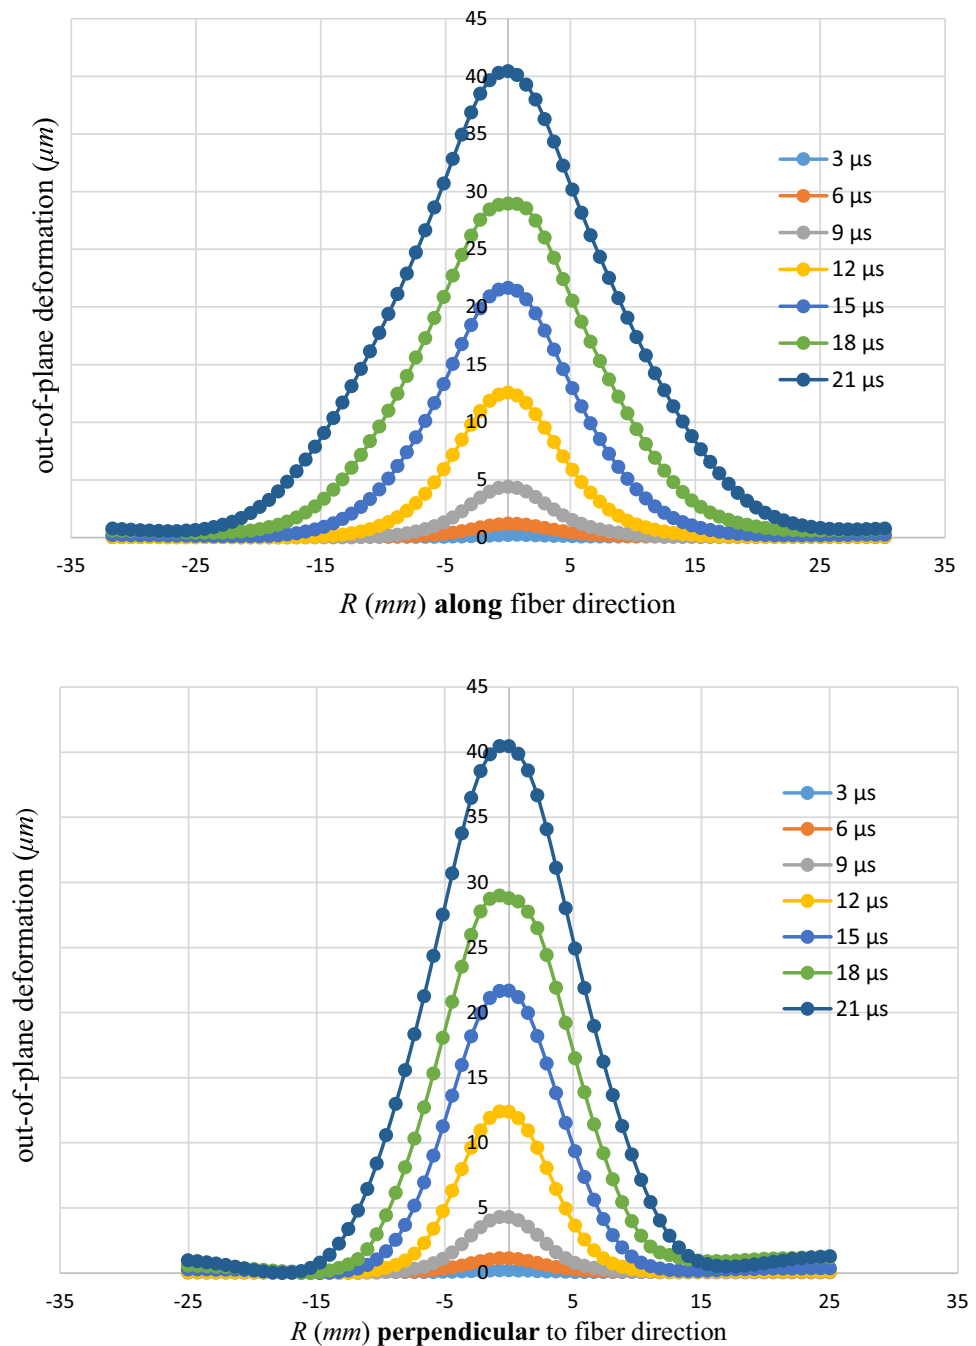 45
40
35
30
25
20
15
10
5
0
out-of-plane deformation (μm)
3 μs
6 μs
9 μs
12 μs
15 μs
18 μs
21 μs
-35 -25 -15 -5 5 15 25 35
R (mm) along fiber direction
45
40
35
30
25
20
15
10
5
0
out-of-plane deformation (μm)
3 μs
6 μs
9 μs
12 μs
15 μs
18 μs
21 μs
-35 -25 -15 -5 5 15 25 35
R (mm) perpendicular to fiber direction